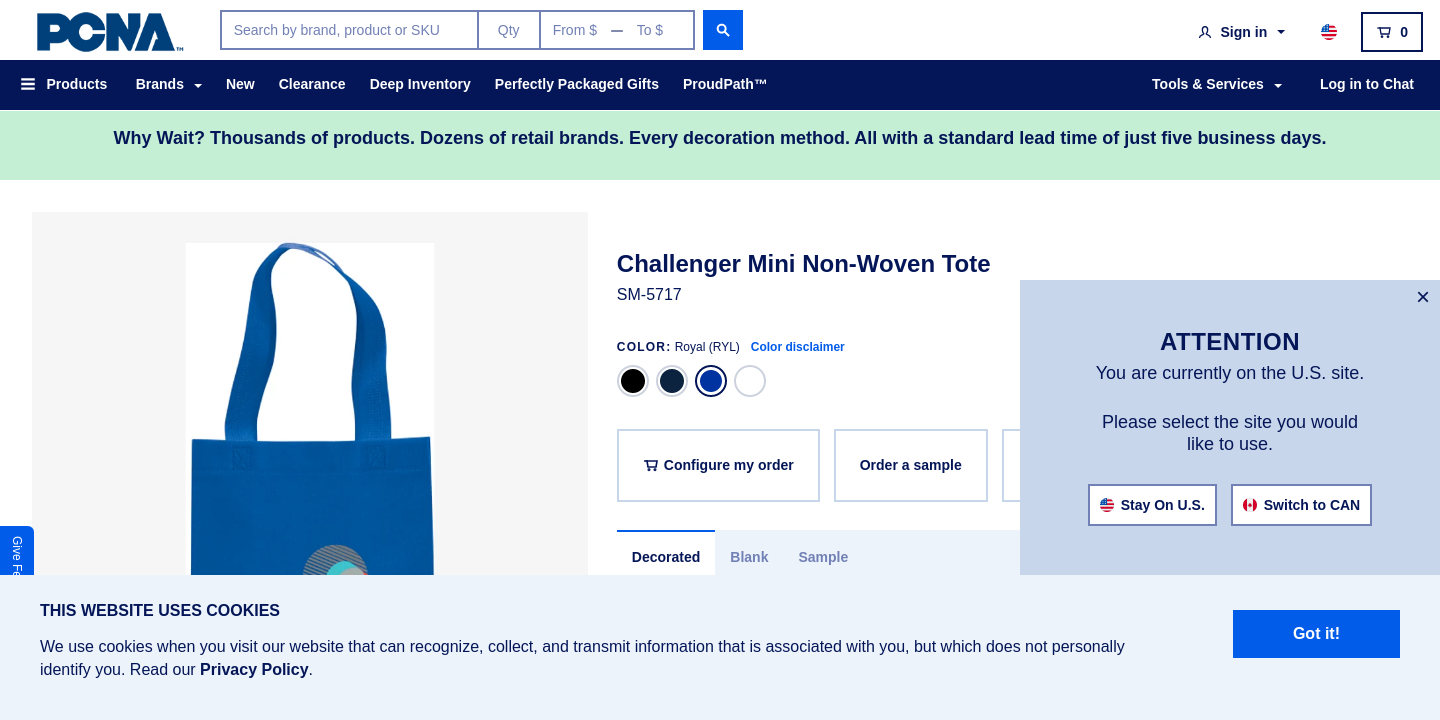 PCNA™
Search by brand, product or SKU
Qty
From $ — To $
Sign in
0
Products
Brands
New
Clearance
Deep Inventory
Perfectly Packaged Gifts
ProudPath™
Tools & Services
Log in to Chat
Why Wait? Thousands of products. Dozens of retail brands. Every decoration method. All with a standard lead time of just five business days.
Challenger Mini Non-Woven Tote
SM-5717
COLOR: Royal (RYL) Color disclaimer
Configure my order
Order a sample
Decorated
Blank
Sample
×
ATTENTION
You are currently on the U.S. site.
Please select the site you would
like to use.
Stay On U.S.
Switch to CAN
Give Fe
THIS WEBSITE USES COOKIES
We use cookies when you visit our website that can recognize, collect, and transmit information that is associated with you, but which does not personally
identify you. Read our Privacy Policy.
Got it!